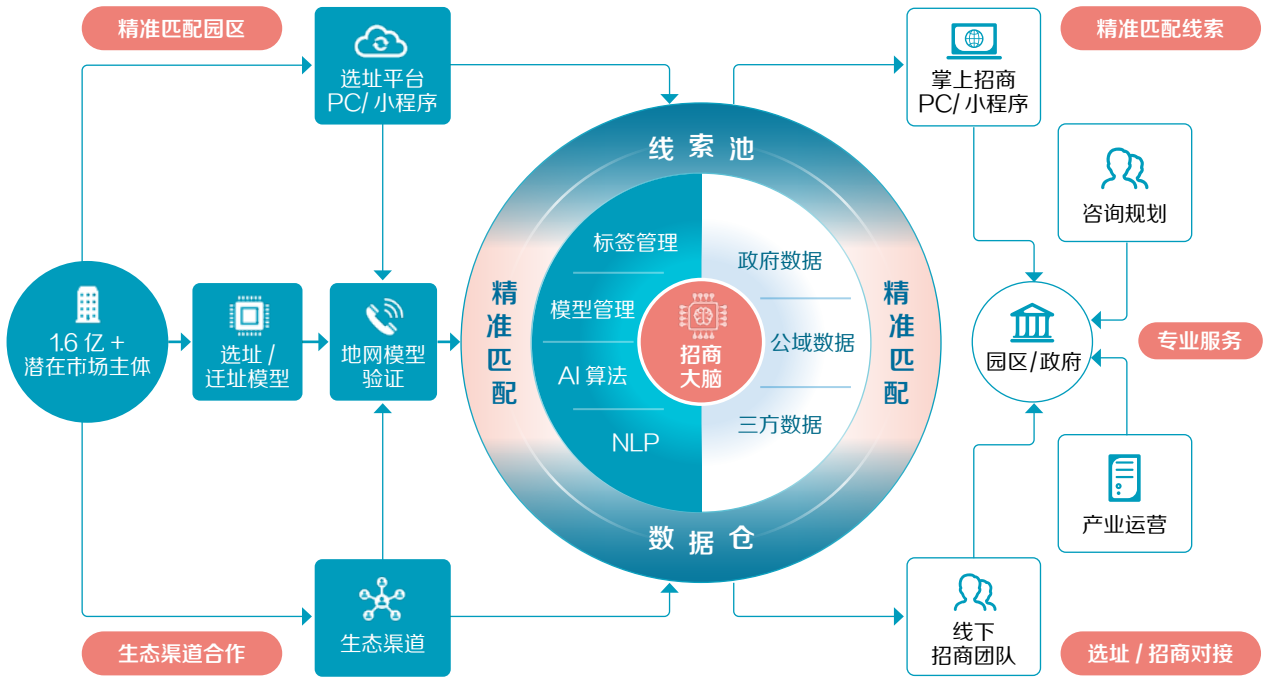 精准匹配园区
精准匹配线索
选址平台
PC/ 小程序
掌上招商
PC/ 小程序
线索池
咨询规划
标签管理
模型管理
AI 算法
NLP
政府数据
公域数据
三方数据
招商
大脑
精准匹配
精准匹配
1.6 亿 +
潜在市场主体
选址 /
迁址模型
地网模型
验证
园区/政府
专业服务
产业运营
数据仓
生态渠道
线下
招商团队
生态渠道合作
选址 / 招商对接